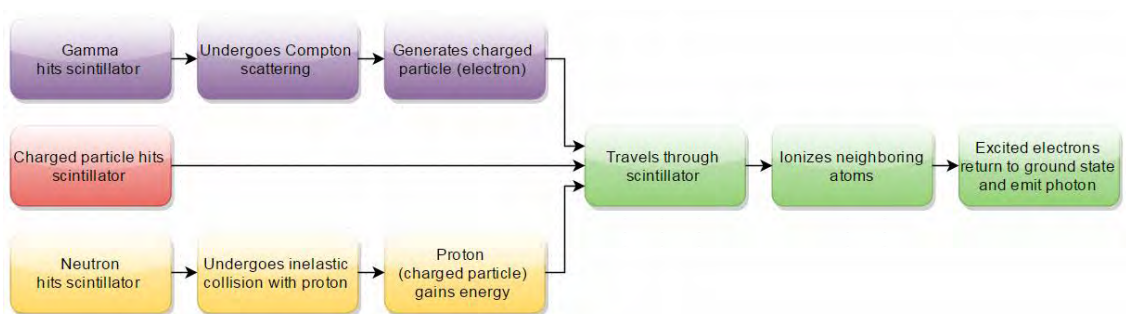 Gamma
hits scintillator
Undergoes Compton
scattering
Generates charged
particle (electron)
Charged particle hits
scintillator
Travels through
scintillator
Ionizes neighboring
atoms
Excited electrons
return to ground state
and emit photon
Neutron
hits scintillator
Undergoes inelastic
collision with proton
Proton
(charged particle)
gains energy